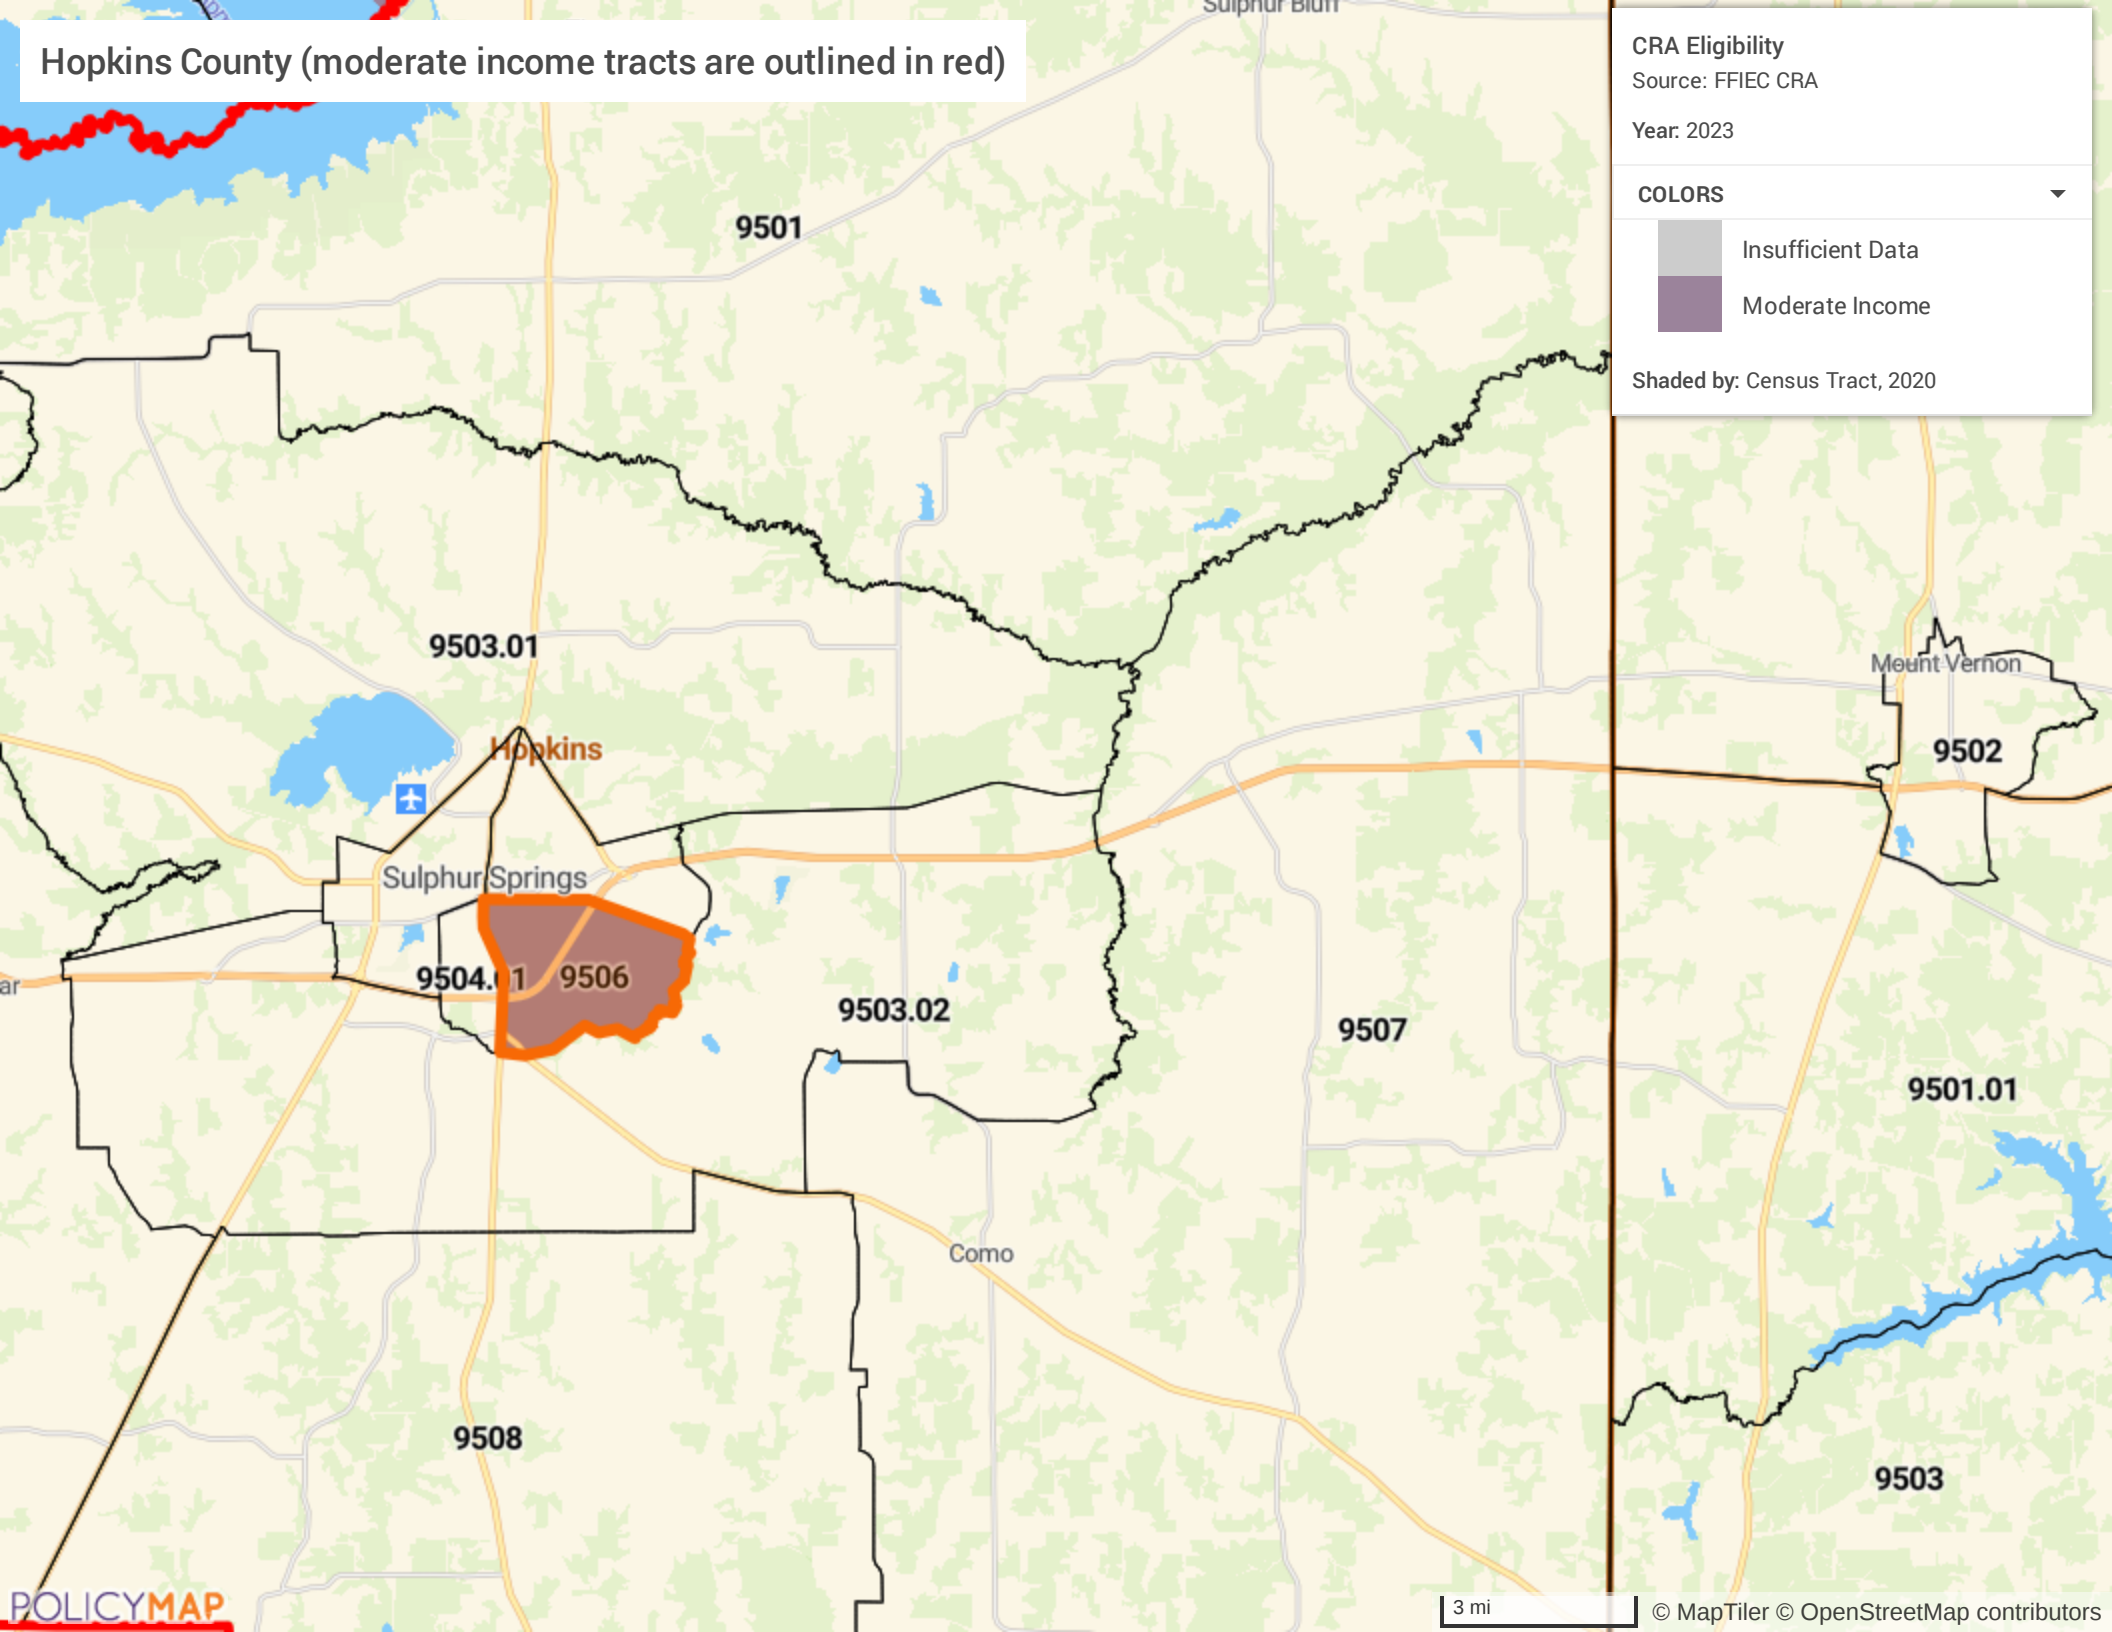 Sulphur Bluff
Hopkins County (moderate income tracts are outlined in red)
CRA Eligibility
Source: FFIEC CRA
Year: 2023
COLORS
Insufficient Data
Moderate Income
Shaded by: Census Tract, 2020
9501
9503.01
Mount Vernon
Hopkins
9502
Sulphur Springs
9504.01
9506
ar
9503.02
9507
9501.01
Como
9508
9503
POLICYMAP
3 mi
© MapTiler © OpenStreetMap contributors